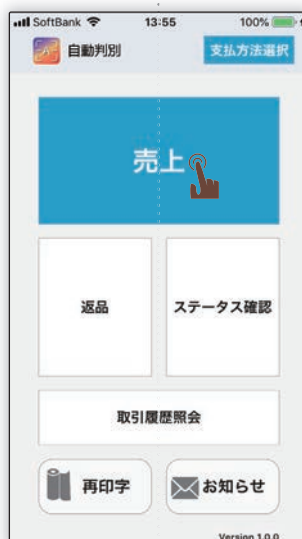 SoftBank 13:55 100%
自動判別 支払方法選択
売上
返品 ステータス確認
取引履歴照会
再印字 お知らせ
Version 1.0.0